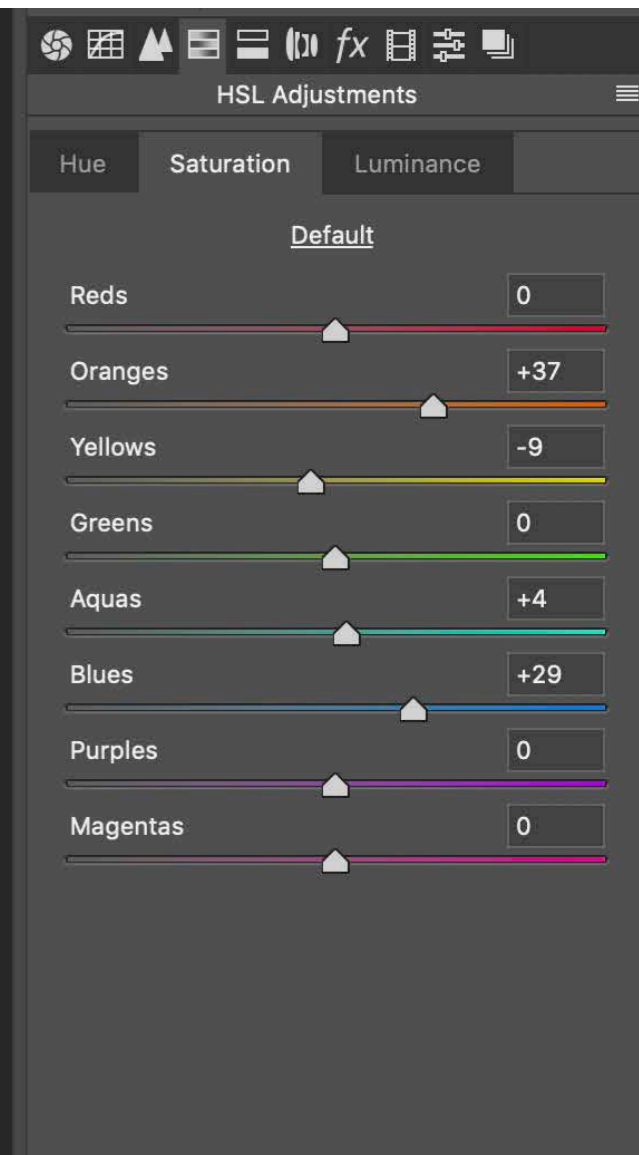 fx
HSL Adjustments
Hue Saturation Luminance
Default
Reds 0
Oranges +37
Yellows -9
Greens 0
Aquas +4
Blues +29
Purples 0
Magentas 0